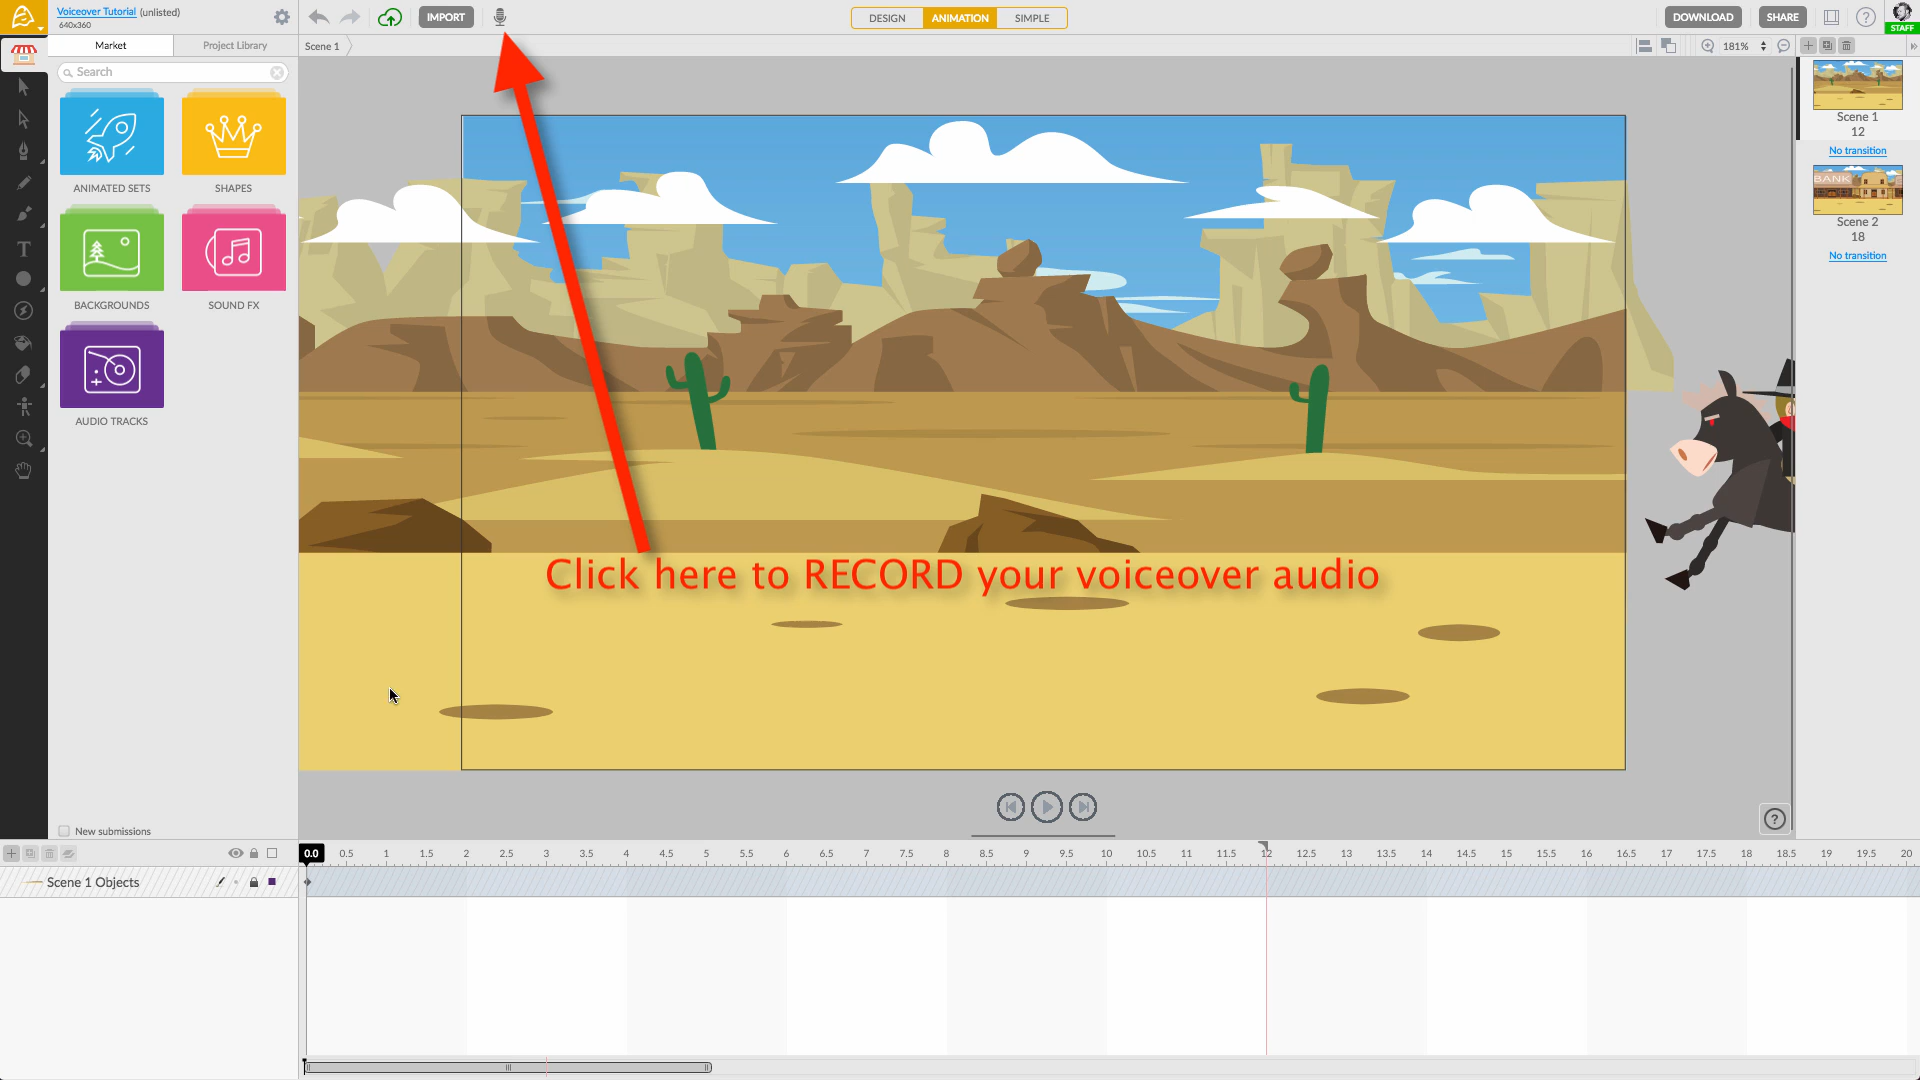 Voiceover Tutorial (unlisted)
640x360
IMPORT
DESIGN
ANIMATION
SIMPLE
DOWNLOAD
SHARE
?
STAFF
Market
Project Library
Scene 1
181%
Search
ANIMATED SETS
SHAPES
BACKGROUNDS
SOUND FX
AUDIO TRACKS
New submissions
Scene 1
12
No transition
BANK
Scene 2
18
No transition
Click here to RECORD your voiceover audio
?
0.0 0.5 1 1.5 2 2.5 3 3.5 4 4.5 5 5.5 6 6.5 7 7.5 8 8.5 9 9.5 10 10.5 11 11.5 12 12.5 13 13.5 14 14.5 15 15.5 16 16.5 17 17.5 18 18.5 19 19.5 20
Scene 1 Objects